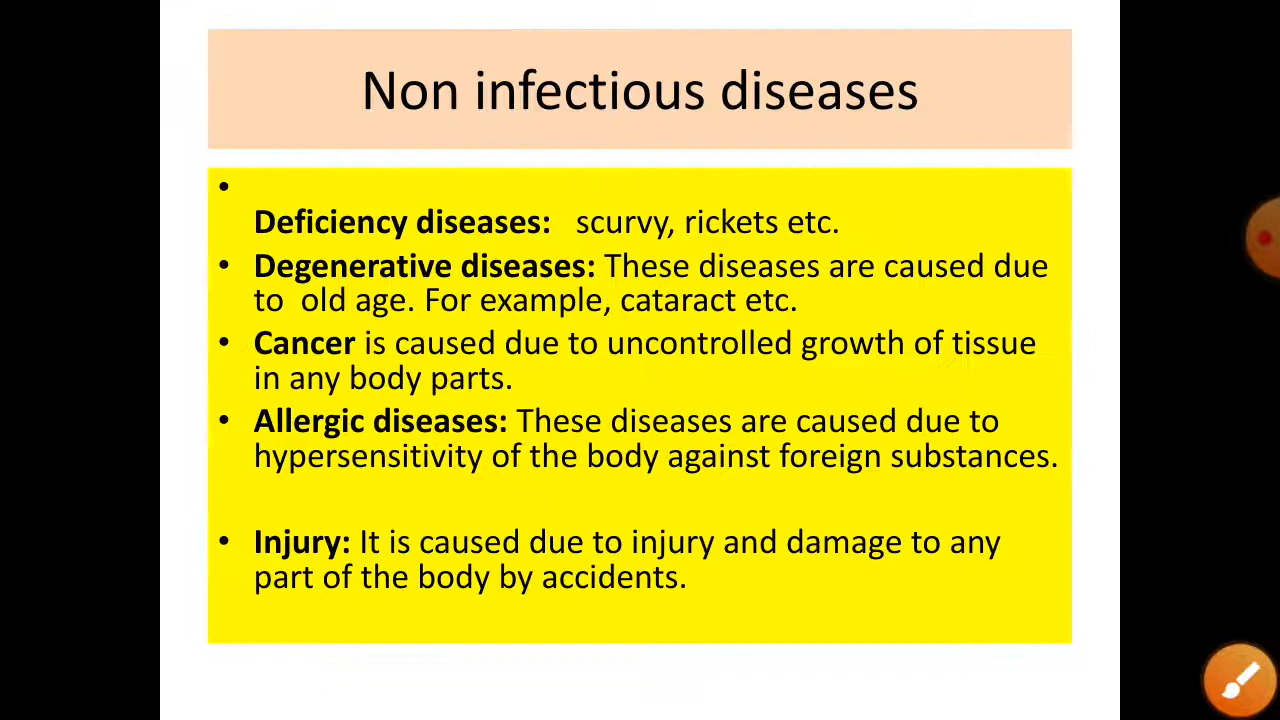 Non infectious diseases
•
Deficiency diseases:   scurvy, rickets etc.
• Degenerative diseases: These diseases are caused due
to  old age. For example, cataract etc.
• Cancer is caused due to uncontrolled growth of tissue
in any body parts.
• Allergic diseases: These diseases are caused due to
hypersensitivity of the body against foreign substances.
• Injury: It is caused due to injury and damage to any
part of the body by accidents.